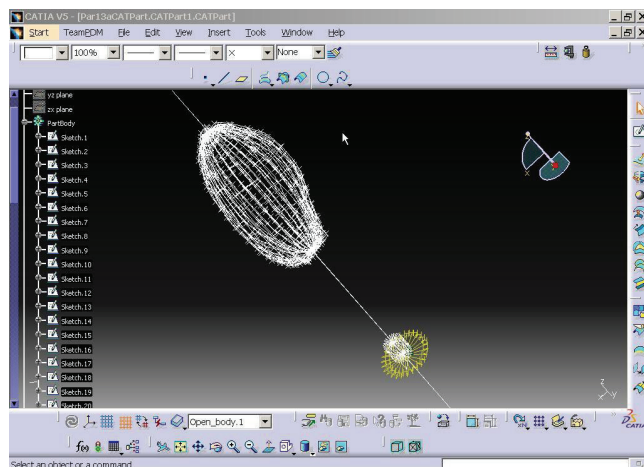 CATIA V5 - [Par13aCATPart.CATPart1.CATPart]
Start TeamPDM File Edit View Insert Tools Window Help
100% None
yz plane
zx plane
PartBody
Sketch.1
Sketch.2
Sketch.3
Sketch.4
Sketch.5
Sketch.6
Sketch.7
Sketch.8
Sketch.9
Sketch.10
Sketch.11
Sketch.12
Sketch.13
Sketch.14
Sketch.15
Sketch.16
Sketch.17
Sketch.18
Sketch.19
Sketch.20
Open_body.1
f(x)
CATIA
Select an object or a command